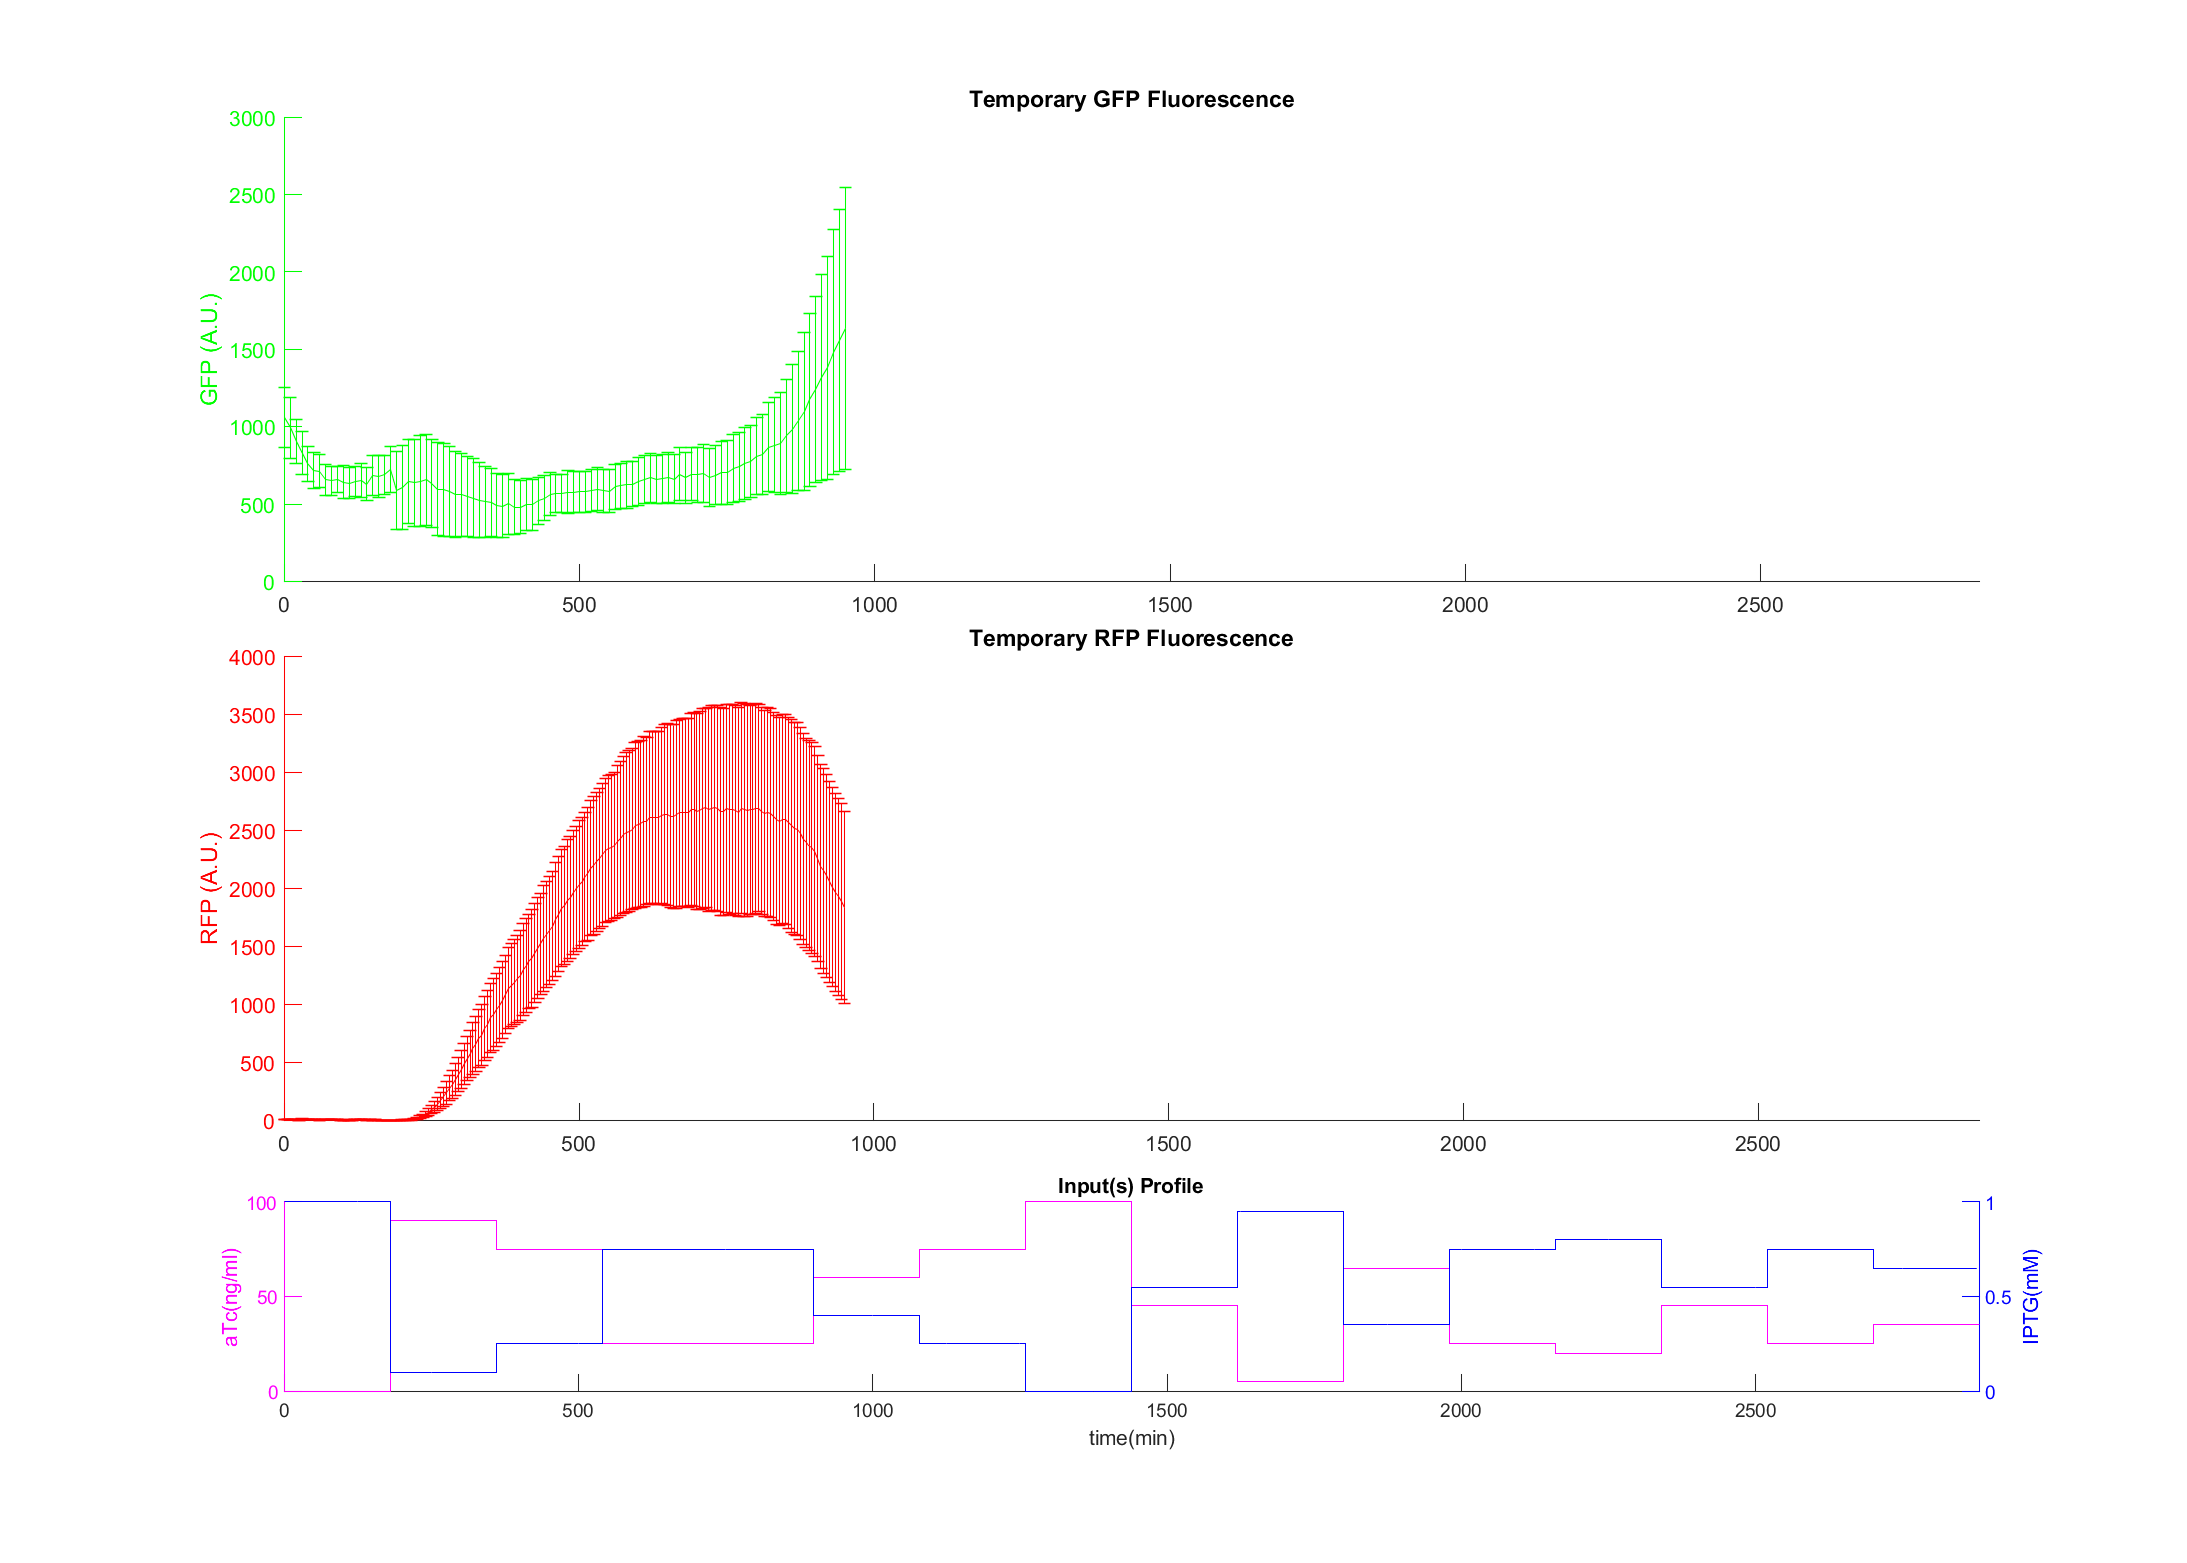 Temporary GFP Fluorescence
3000
2500
2000
1500
1000
500
0
GFP (A.U.)
0 500 1000 1500 2000 2500
Temporary RFP Fluorescence
4000
3500
3000
2500
2000
1500
1000
500
0
RFP (A.U.)
0 500 1000 1500 2000 2500
Input(s) Profile
100
50
0
aTc(ng/ml)
1
0.5
0
IPTG(mM)
0 500 1000 1500 2000 2500
time(min)